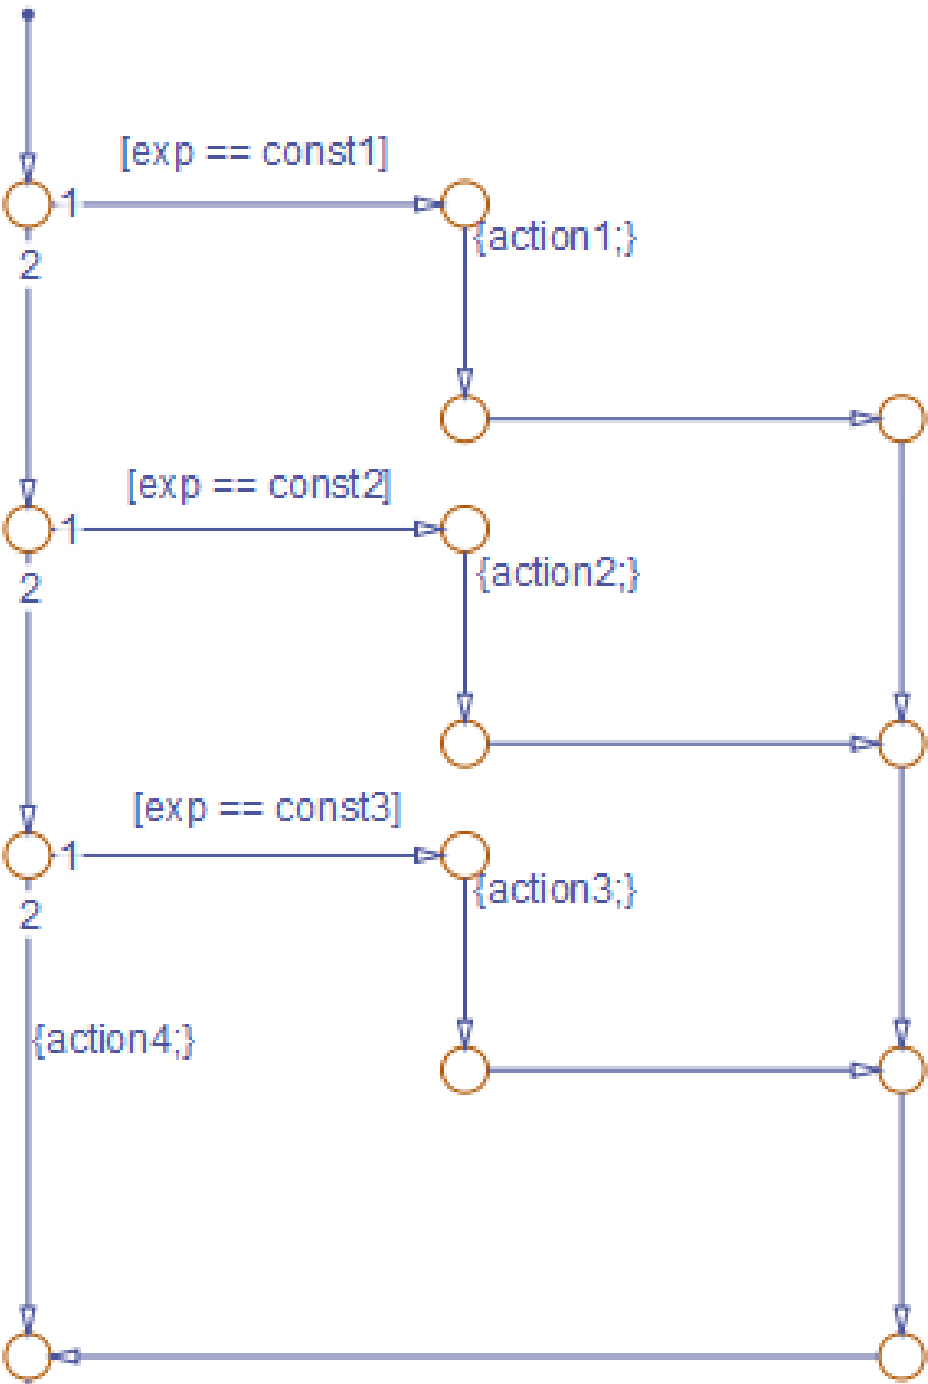 [exp == const1]
1
{action1;}
2
[exp == const2]
1
{action2;}
2
[exp == const3]
1
{action3;}
2
{action4;}